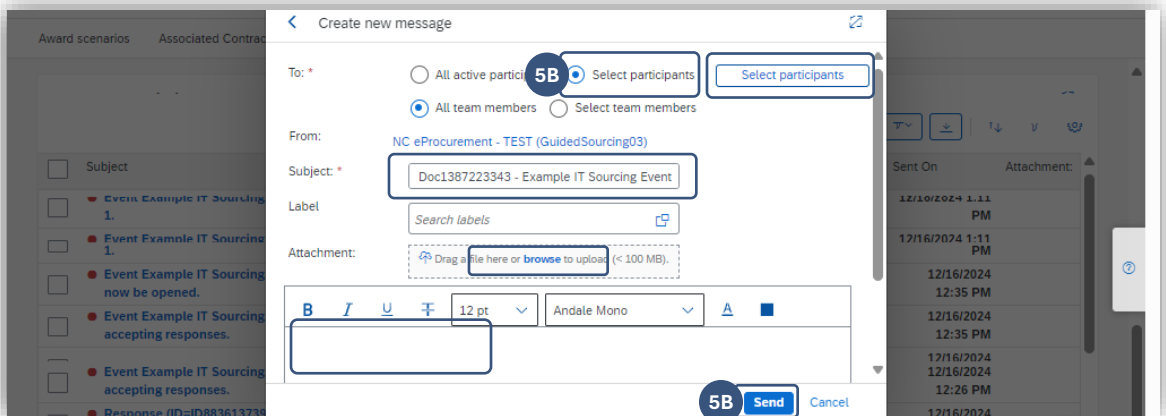 Create new message
Award scenarios Associated Contrac
To: * All active partici 5B Select participants Select participants
All team members Select team members
From: NC eProcurement - TEST (GuidedSourcing03)
Subject: * Doc1387223343 - Example IT Sourcing Event
Label Search labels
Attachment: Drag a file here or browse to upload (< 100 MB).
B I U T 12 pt Andale Mono A
5B Send Cancel
Subject
Event Example IT Sourcing
1.
Event Example IT Sourcing
1.
Event Example IT Sourcing
now be opened.
Event Example IT Sourcing
accepting responses.
Event Example IT Sourcing
accepting responses.
Response (ID=ID883613739
Sent On Attachment:
12/16/2024 1:11
PM
12/16/2024 1:11
PM
12/16/2024
12:35 PM
12/16/2024
12:35 PM
12/16/2024
12/16/2024
12:26 PM
12/16/2024